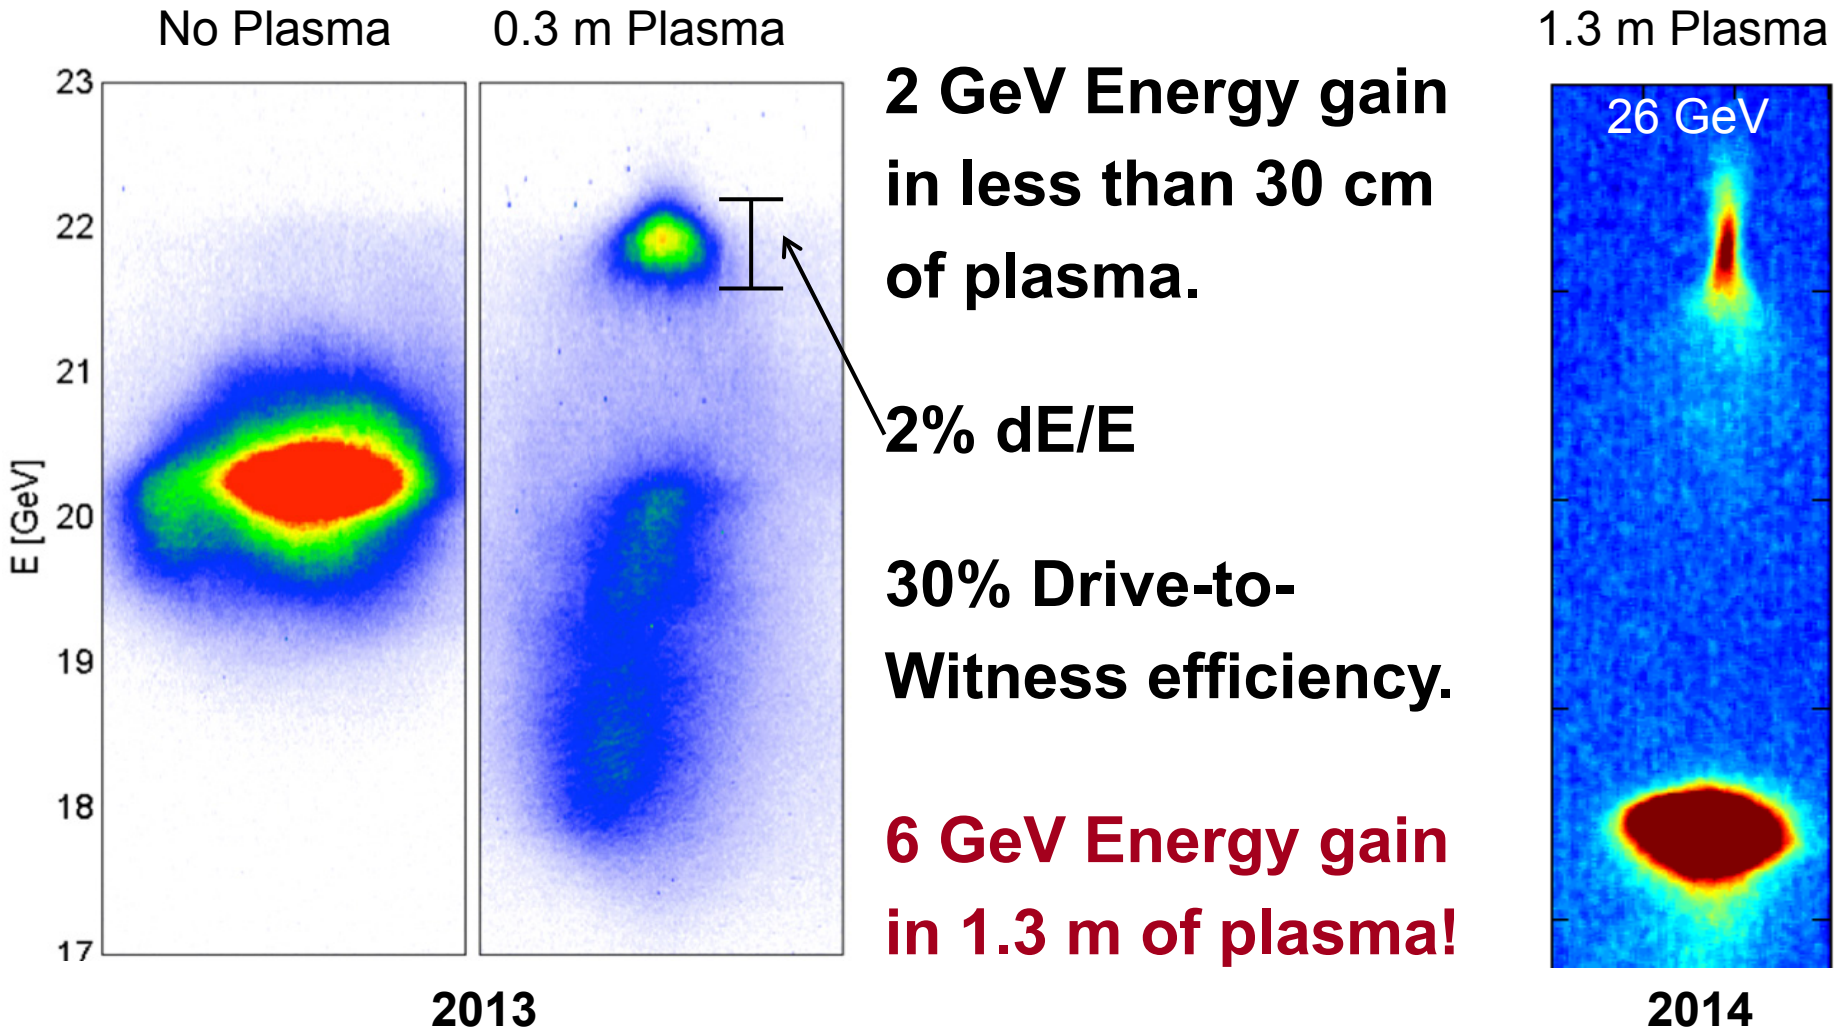 No Plasma
0.3 m Plasma
1.3 m Plasma
23
22
21
20
19
18
17
E [GeV]
2 GeV Energy gain
in less than 30 cm
of plasma.
2% dE/E
30% Drive-to-
Witness efficiency.
6 GeV Energy gain
in 1.3 m of plasma!
26 GeV
2013
2014